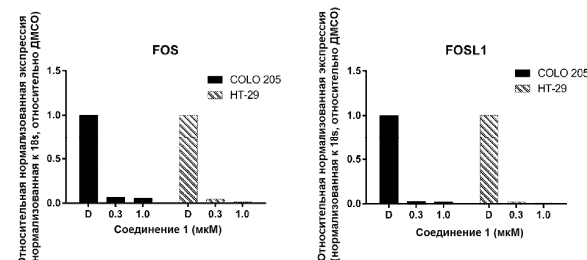 Относительная нормализованная экспрессия
(нормализованная к 18s, относительно ДМСО)
FOS
COLO 205
HT-29
1.5
1.0
0.5
0.0
D 0.3 1.0 D 0.3 1.0
Соединение 1 (мкМ)
Относительная нормализованная экспрессия
(нормализованная к 18s, относительно ДМСО)
FOSL1
COLO 205
HT-29
1.5
1.0
0.5
0.0
D 0.3 1.0 D 0.3 1.0
Соединение 1 (мкМ)